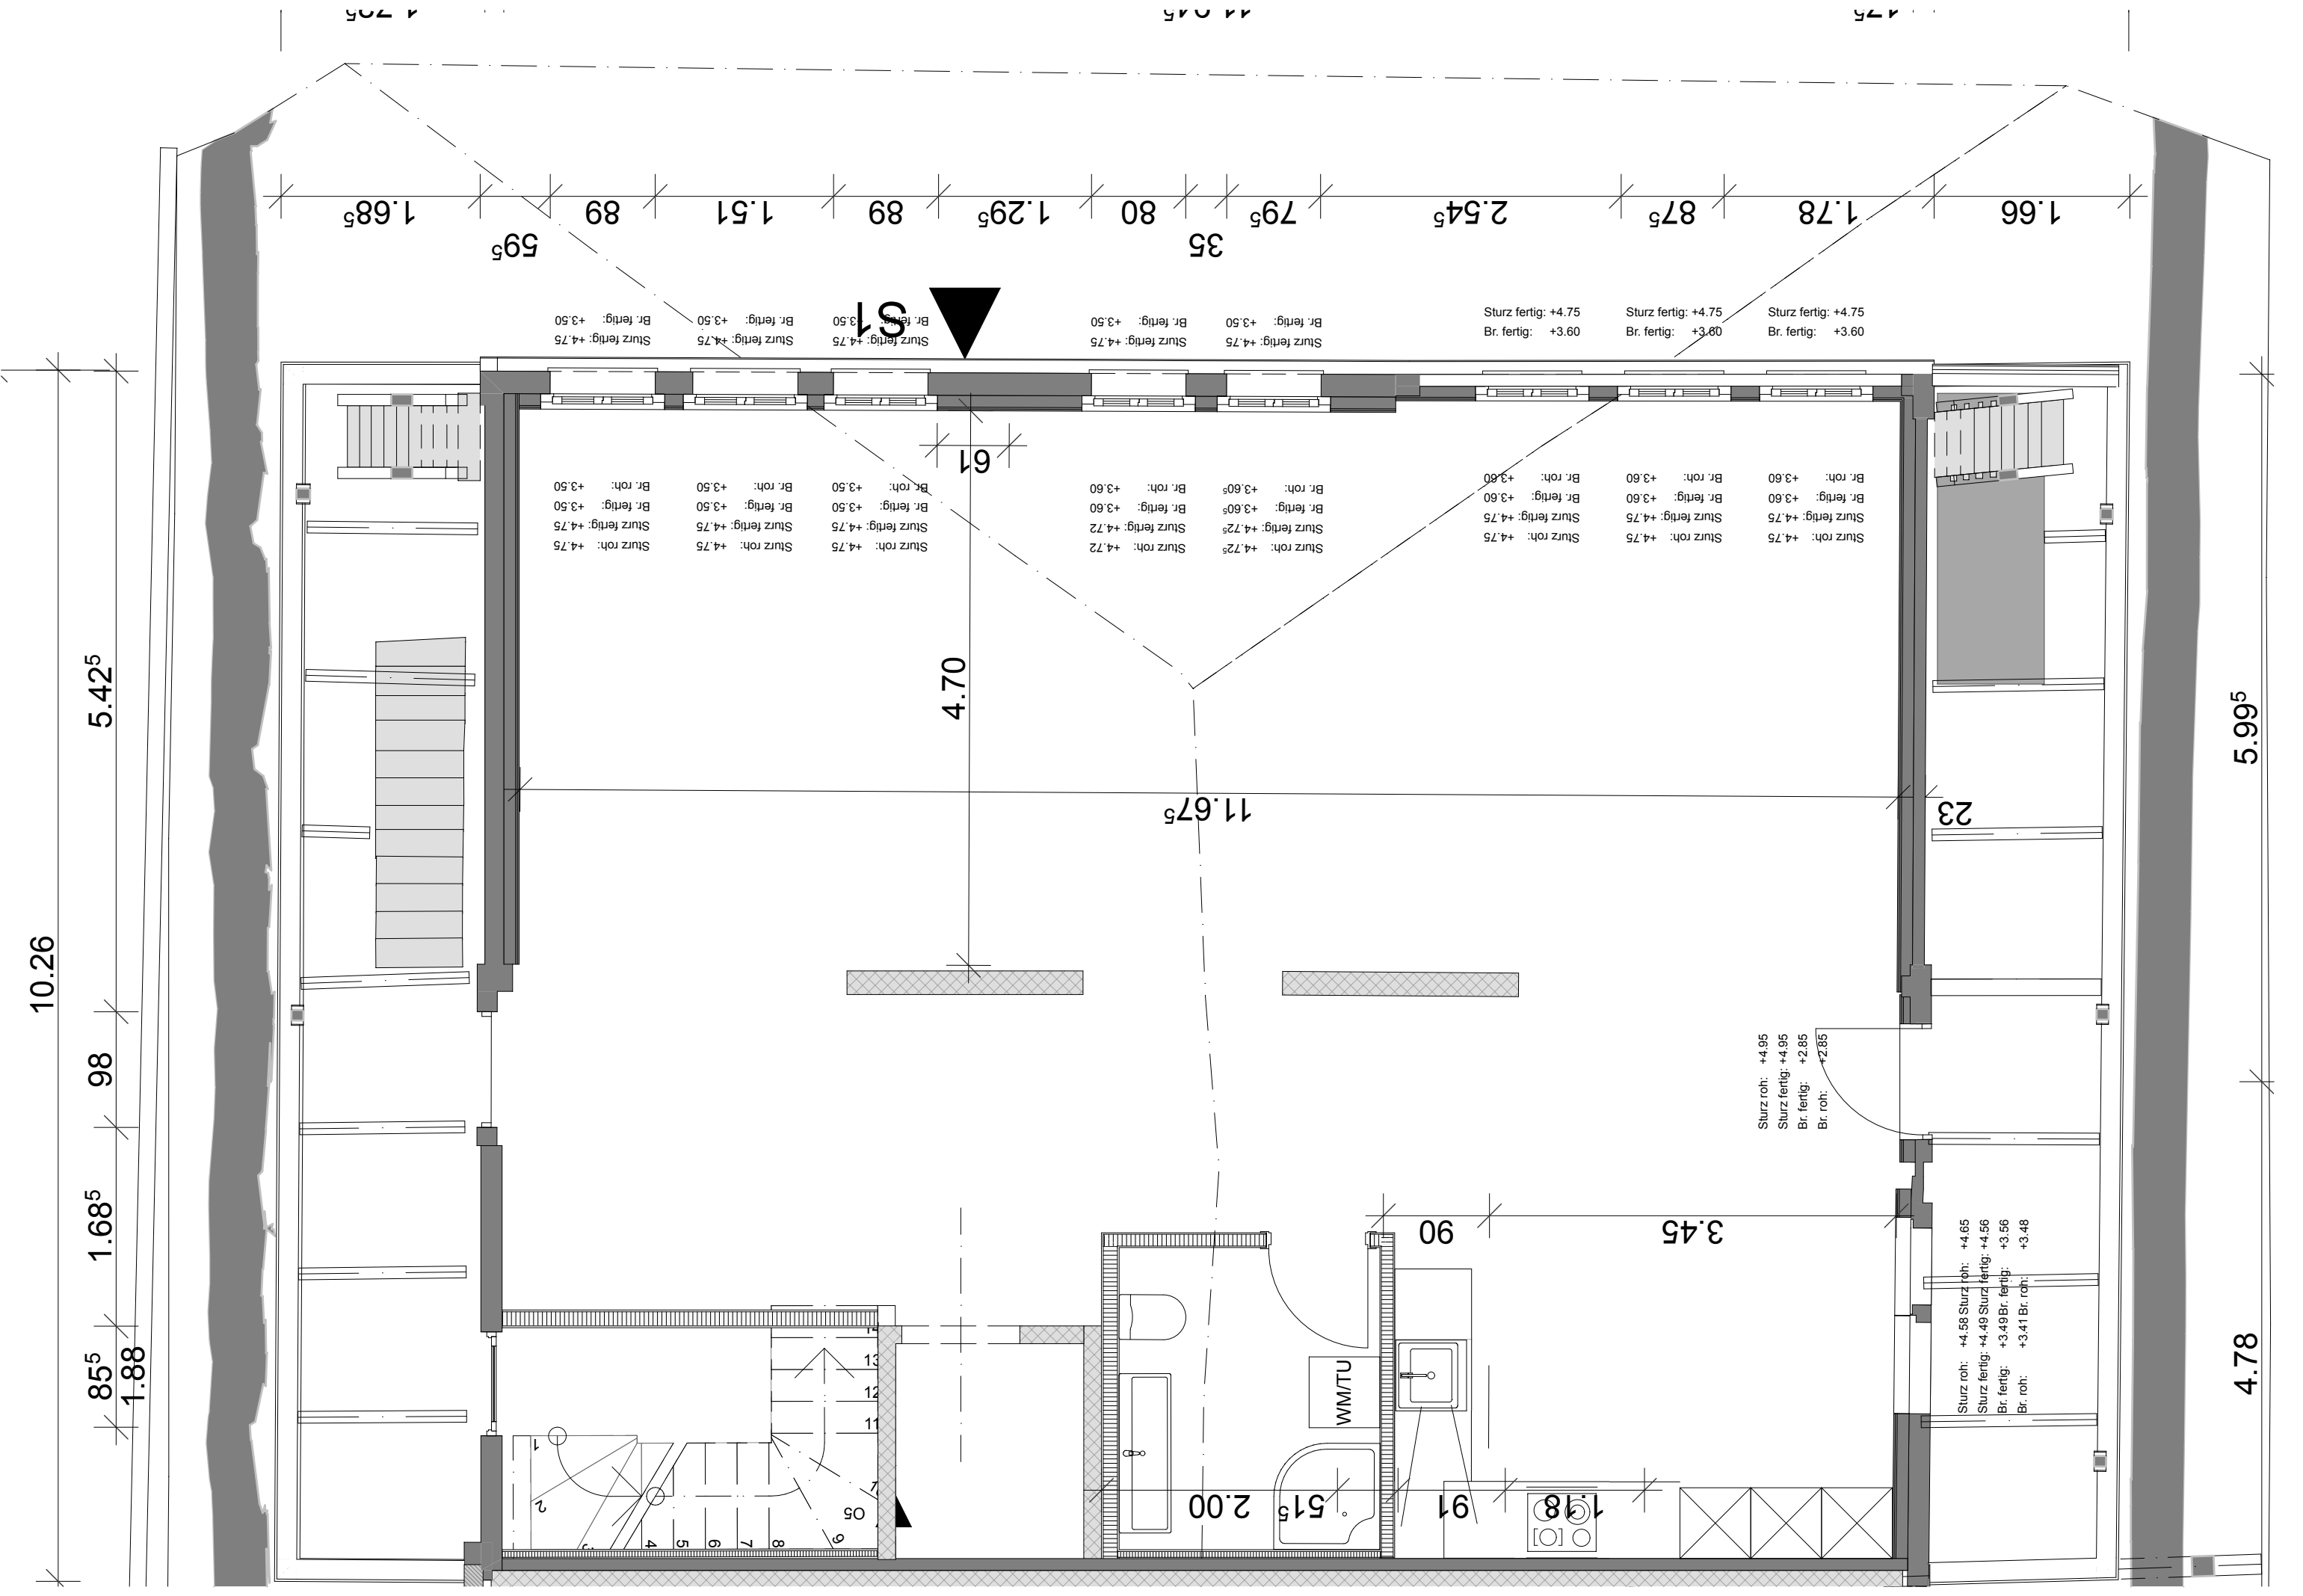 1.68⁵
89
1.51
89
1.29⁵
80
79⁵
2.54⁵
87⁵
1.78
1.66
59⁵
35
S1
Br. fertig: +3.50
Sturz fertig: +4.75
Br. fertig: +3.50
Sturz fertig: +4.75
Br. fertig: +3.50
Sturz fertig: +4.75
Br. fertig: +3.50
Sturz fertig: +4.75
Br. fertig: +3.50
Sturz fertig: +4.75
Sturz fertig: +4.75
Br. fertig: +3.60
Sturz fertig: +4.75
Br. fertig: +3.60
Sturz fertig: +4.75
Br. fertig: +3.60
61
Br. roh: +3.50
Br. fertig: +3.50
Sturz fertig: +4.75
Sturz roh: +4.75
Br. roh: +3.50
Br. fertig: +3.50
Sturz fertig: +4.75
Sturz roh: +4.75
Br. roh: +3.50
Br. fertig: +3.50
Sturz fertig: +4.75
Sturz roh: +4.75
Br. roh: +3.60
Br. fertig: +3.60
Sturz fertig: +4.72
Sturz roh: +4.72
Br. roh: +3.60⁵
Br. fertig: +3.60⁵
Sturz fertig: +4.72⁵
Sturz roh: +4.72⁵
Br. roh: +3.60
Br. fertig: +3.60
Sturz fertig: +4.75
Sturz roh: +4.75
Br. roh: +3.60
Br. fertig: +3.60
Sturz fertig: +4.75
Sturz roh: +4.75
Br. roh: +3.60
Br. fertig: +3.60
Sturz fertig: +4.75
Sturz roh: +4.75
5.42⁵
4.70
5.99⁵
11.67⁵
23
10.26
98
Sturz roh: +4.95
Sturz fertig: +4.95
Br. fertig: +2.85
Br. roh: +2.85
1.68⁵
90
3.45
Sturz roh: +4.58 Sturz roh: +4.65
Sturz fertig: +4.49 Sturz fertig: +4.56
Br. fertig: +3.49 Br. fertig: +3.56
Br. roh: +3.41 Br. roh: +3.48
85⁵
1.88
4.78
WM/TU
13
12
11
1
2
4
5
6
7
8
9
O5
2.00
51⁵
91
1.18